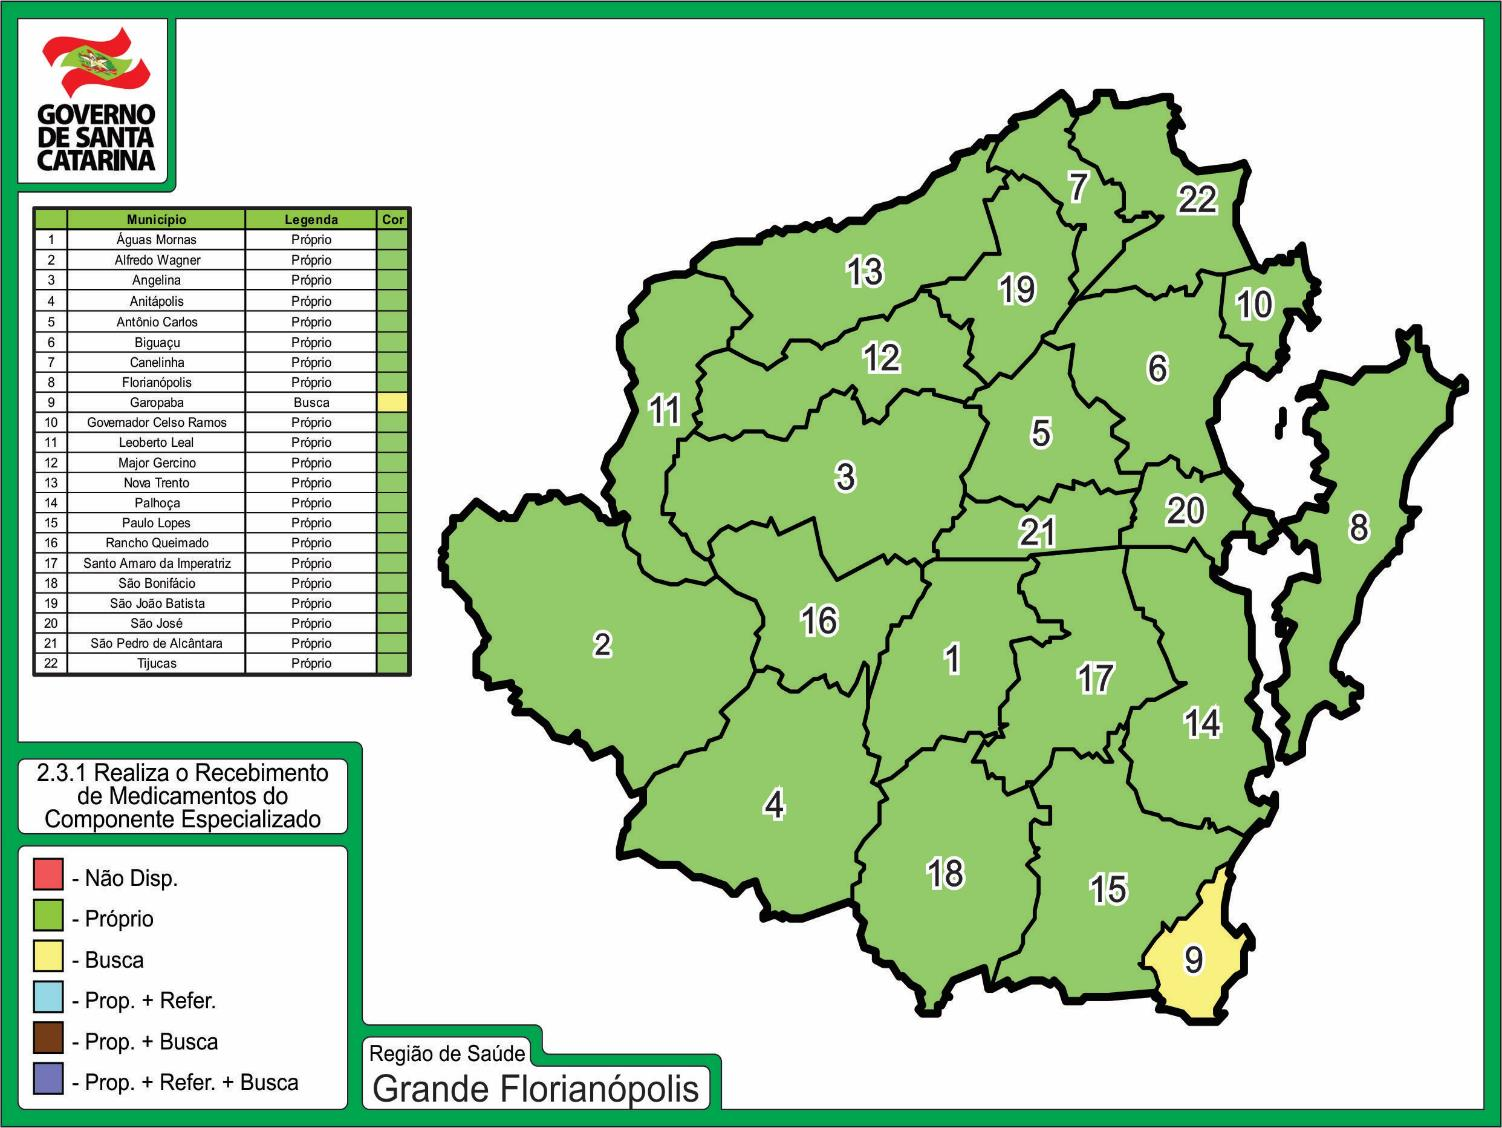 GOVERNO
DE SANTA
CATARINA
Município Legenda Cor
1 Águas Mornas Próprio
2 Alfredo Wagner Próprio
3 Angelina Próprio
4 Anitápolis Próprio
5 Antônio Carlos Próprio
6 Biguaçu Próprio
7 Canelinha Próprio
8 Florianópolis Próprio
9 Garopaba Busca
10 Governador Celso Ramos Próprio
11 Leoberto Leal Próprio
12 Major Gercino Próprio
13 Nova Trento Próprio
14 Palhoça Próprio
15 Paulo Lopes Próprio
16 Rancho Queimado Próprio
17 Santo Amaro da Imperatriz Próprio
18 São Bonifácio Próprio
19 São João Batista Próprio
20 São José Próprio
21 São Pedro de Alcântara Próprio
22 Tijucas Próprio
7
22
13
19
10
12
6
11
5
3
20
21
8
16
2
1
17
14
4
18
15
9
2.3.1 Realiza o Recebimento
de Medicamentos do
Componente Especializado
- Não Disp.
- Próprio
- Busca
- Prop. + Refer.
- Prop. + Busca
- Prop. + Refer. + Busca
Região de Saúde
Grande Florianópolis